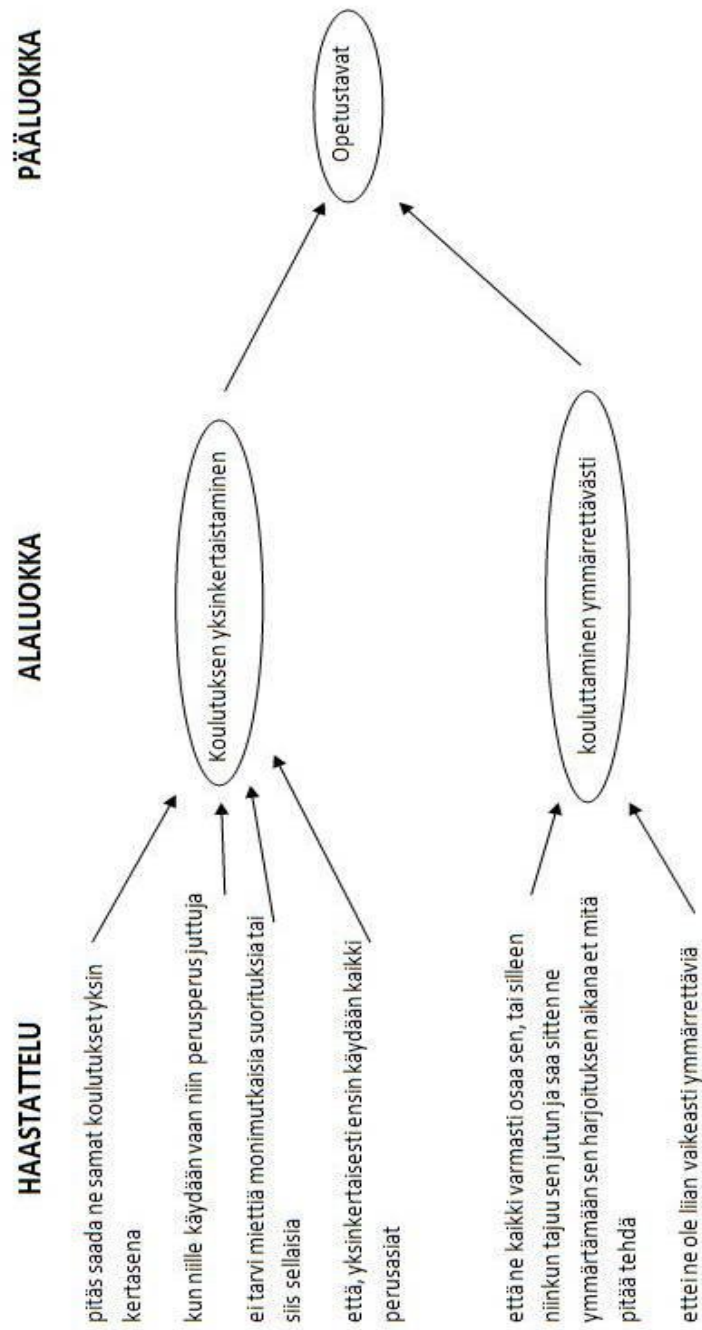 HAASTATTELU
ALALUOKKA
PÄÄLUOKKA
pitäs saada ne samat koulutukset yksin
kertasena
kun niille käydään vaan niin perusperus juttuja
ei tarvi miettiä monimutkaisia suorituksia tai
siis sellaisia
että, yksinkertaisesti ensin käydään kaikki
perusasiat
että ne kaikki varmasti osaa sen, tai silleen
niinkun tajuu sen jutun ja saa sitten ne
ymmärtämään sen harjoituksen aikana et mitä
pitää tehdä
ettei ne ole liian vaikeasti ymmärrettäviä
Koulutuksen yksinkertaistaminen
kouluttaminen ymmärrettävästi
Opetustavat